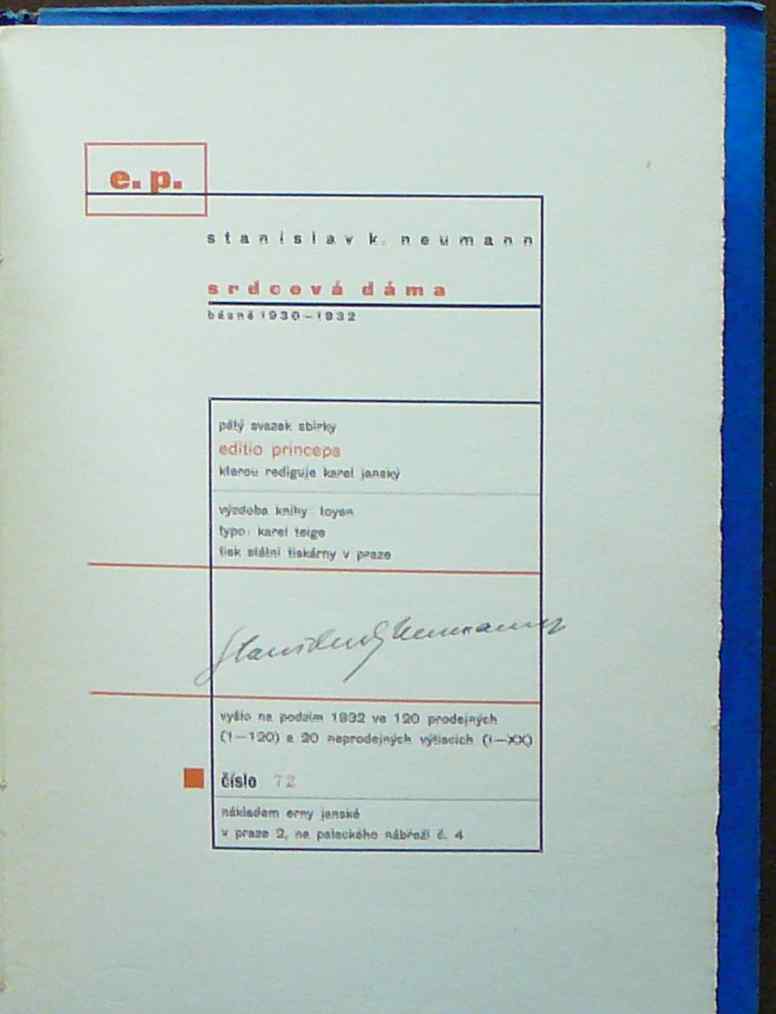 e. p.
stanislav k. neumann
srdcová dáma
básně 1930–1932
pátý svazek sbírky
editio princeps
kterou rediguje karel janský
výzdoba knihy: toyen
typo: karel teige
tisk státní tiskárny v praze
Stanislav K Neumann
vyšlo na podzim 1932 ve 120 prodejných
(1–120) a 20 neprodejných výtiscích (I–XX)
číslo 72
nákladem erny janské
v praze 2, na palackého nábřeží č. 4